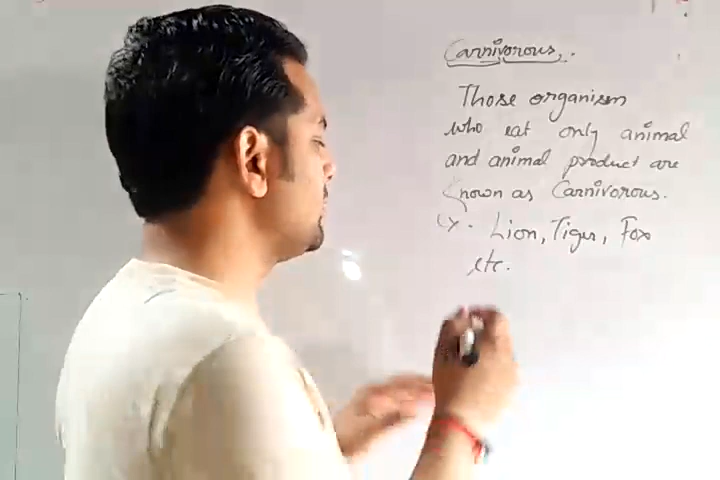 Carnivorous.
Those organism
who eat only animal
and animal product are
Known as Carnivorous.
ex. Lion, Tiger, Fox
etc.